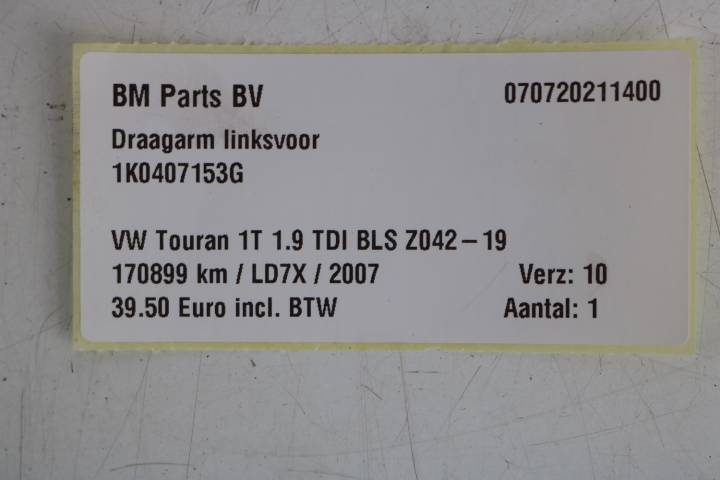 BM Parts BV 070720211400
Draagarm linksvoor
1K0407153G
VW Touran 1T 1.9 TDI BLS Z042-19
170899 km / LD7X / 2007 Verz: 10
39.50 Euro incl. BTW Aantal: 1